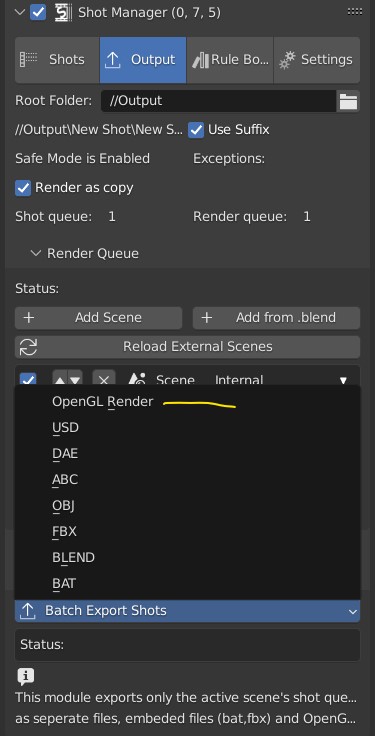 Shot Manager (0, 7, 5)
Shots Output Rule Bo... Settings
Root Folder: //Output
//Output\New Shot\New S... Use Suffix
Safe Mode is Enabled Exceptions:
Render as copy
Shot queue: 1 Render queue: 1
Render Queue
Status:
+ Add Scene + Add from .blend
Reload External Scenes
Scene Internal
OpenGL Render
USD
DAE
ABC
OBJ
FBX
BLEND
BAT
Batch Export Shots
Status:
This module exports only the active scene's shot que...
as seperate files, embeded files (bat,fbx) and OpenG...